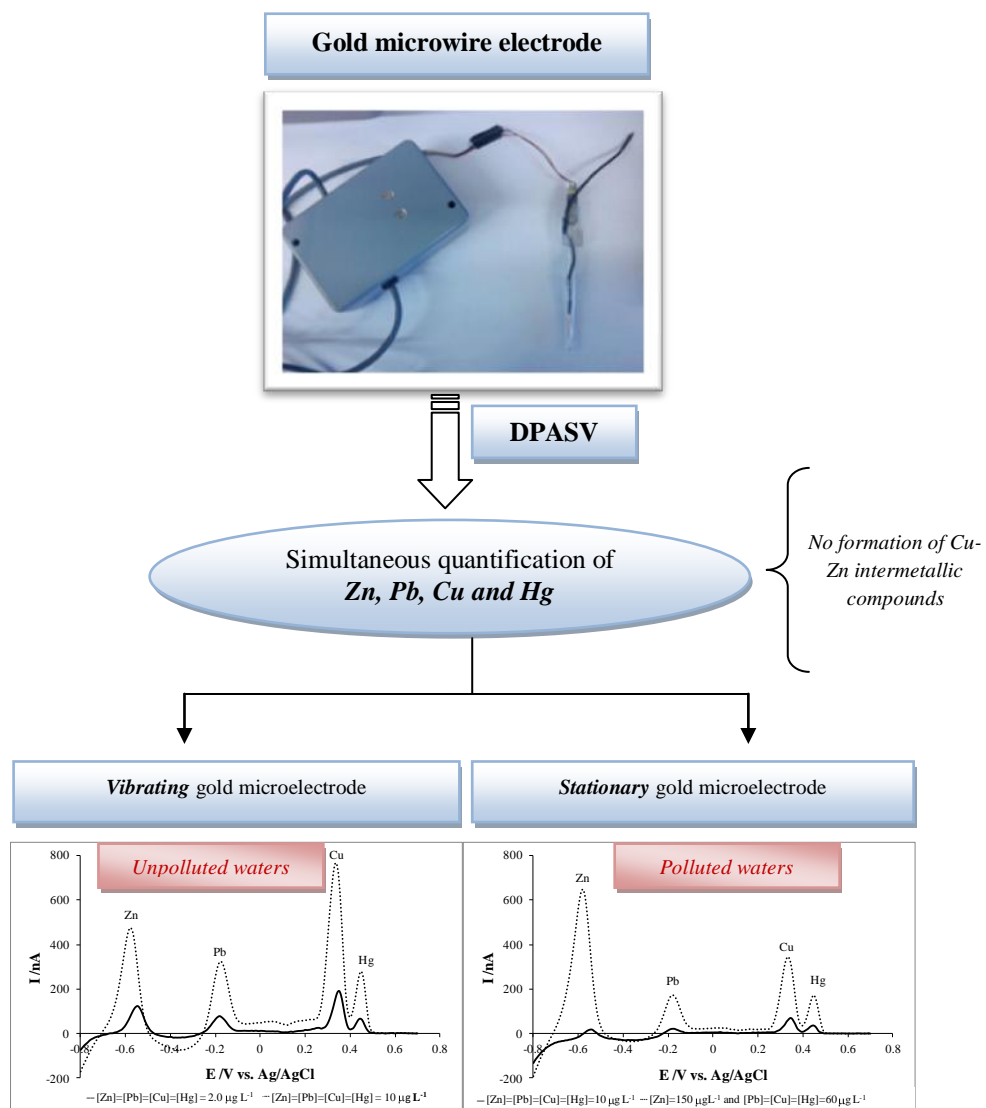 Gold microwire electrode
DPASV
Simultaneous quantification of
Zn, Pb, Cu and Hg
No formation of Cu-
Zn intermetallic
compounds
Vibrating gold microelectrode
Stationary gold microelectrode
Unpolluted waters
800
600
400
200
0
-200
I /nA
Zn
Pb
Cu
Hg
-0.8 -0.6 -0.4 -0.2 0 0.2 0.4 0.6 0.8
E /V vs. Ag/AgCl
[Zn]=[Pb]=[Cu]=[Hg] = 2.0 µg L-1 [Zn]=[Pb]=[Cu]=[Hg] = 10 µg L-1
Polluted waters
800
600
400
200
0
-200
I /nA
Zn
Pb
Cu
Hg
-0.8 -0.6 -0.4 -0.2 0 0.2 0.4 0.6 0.8
E /V vs. Ag/AgCl
[Zn]=[Pb]=[Cu]=[Hg]=10 µg L-1 [Zn]=150 µgL-1 and [Pb]=[Cu]=[Hg]=60µg L-1